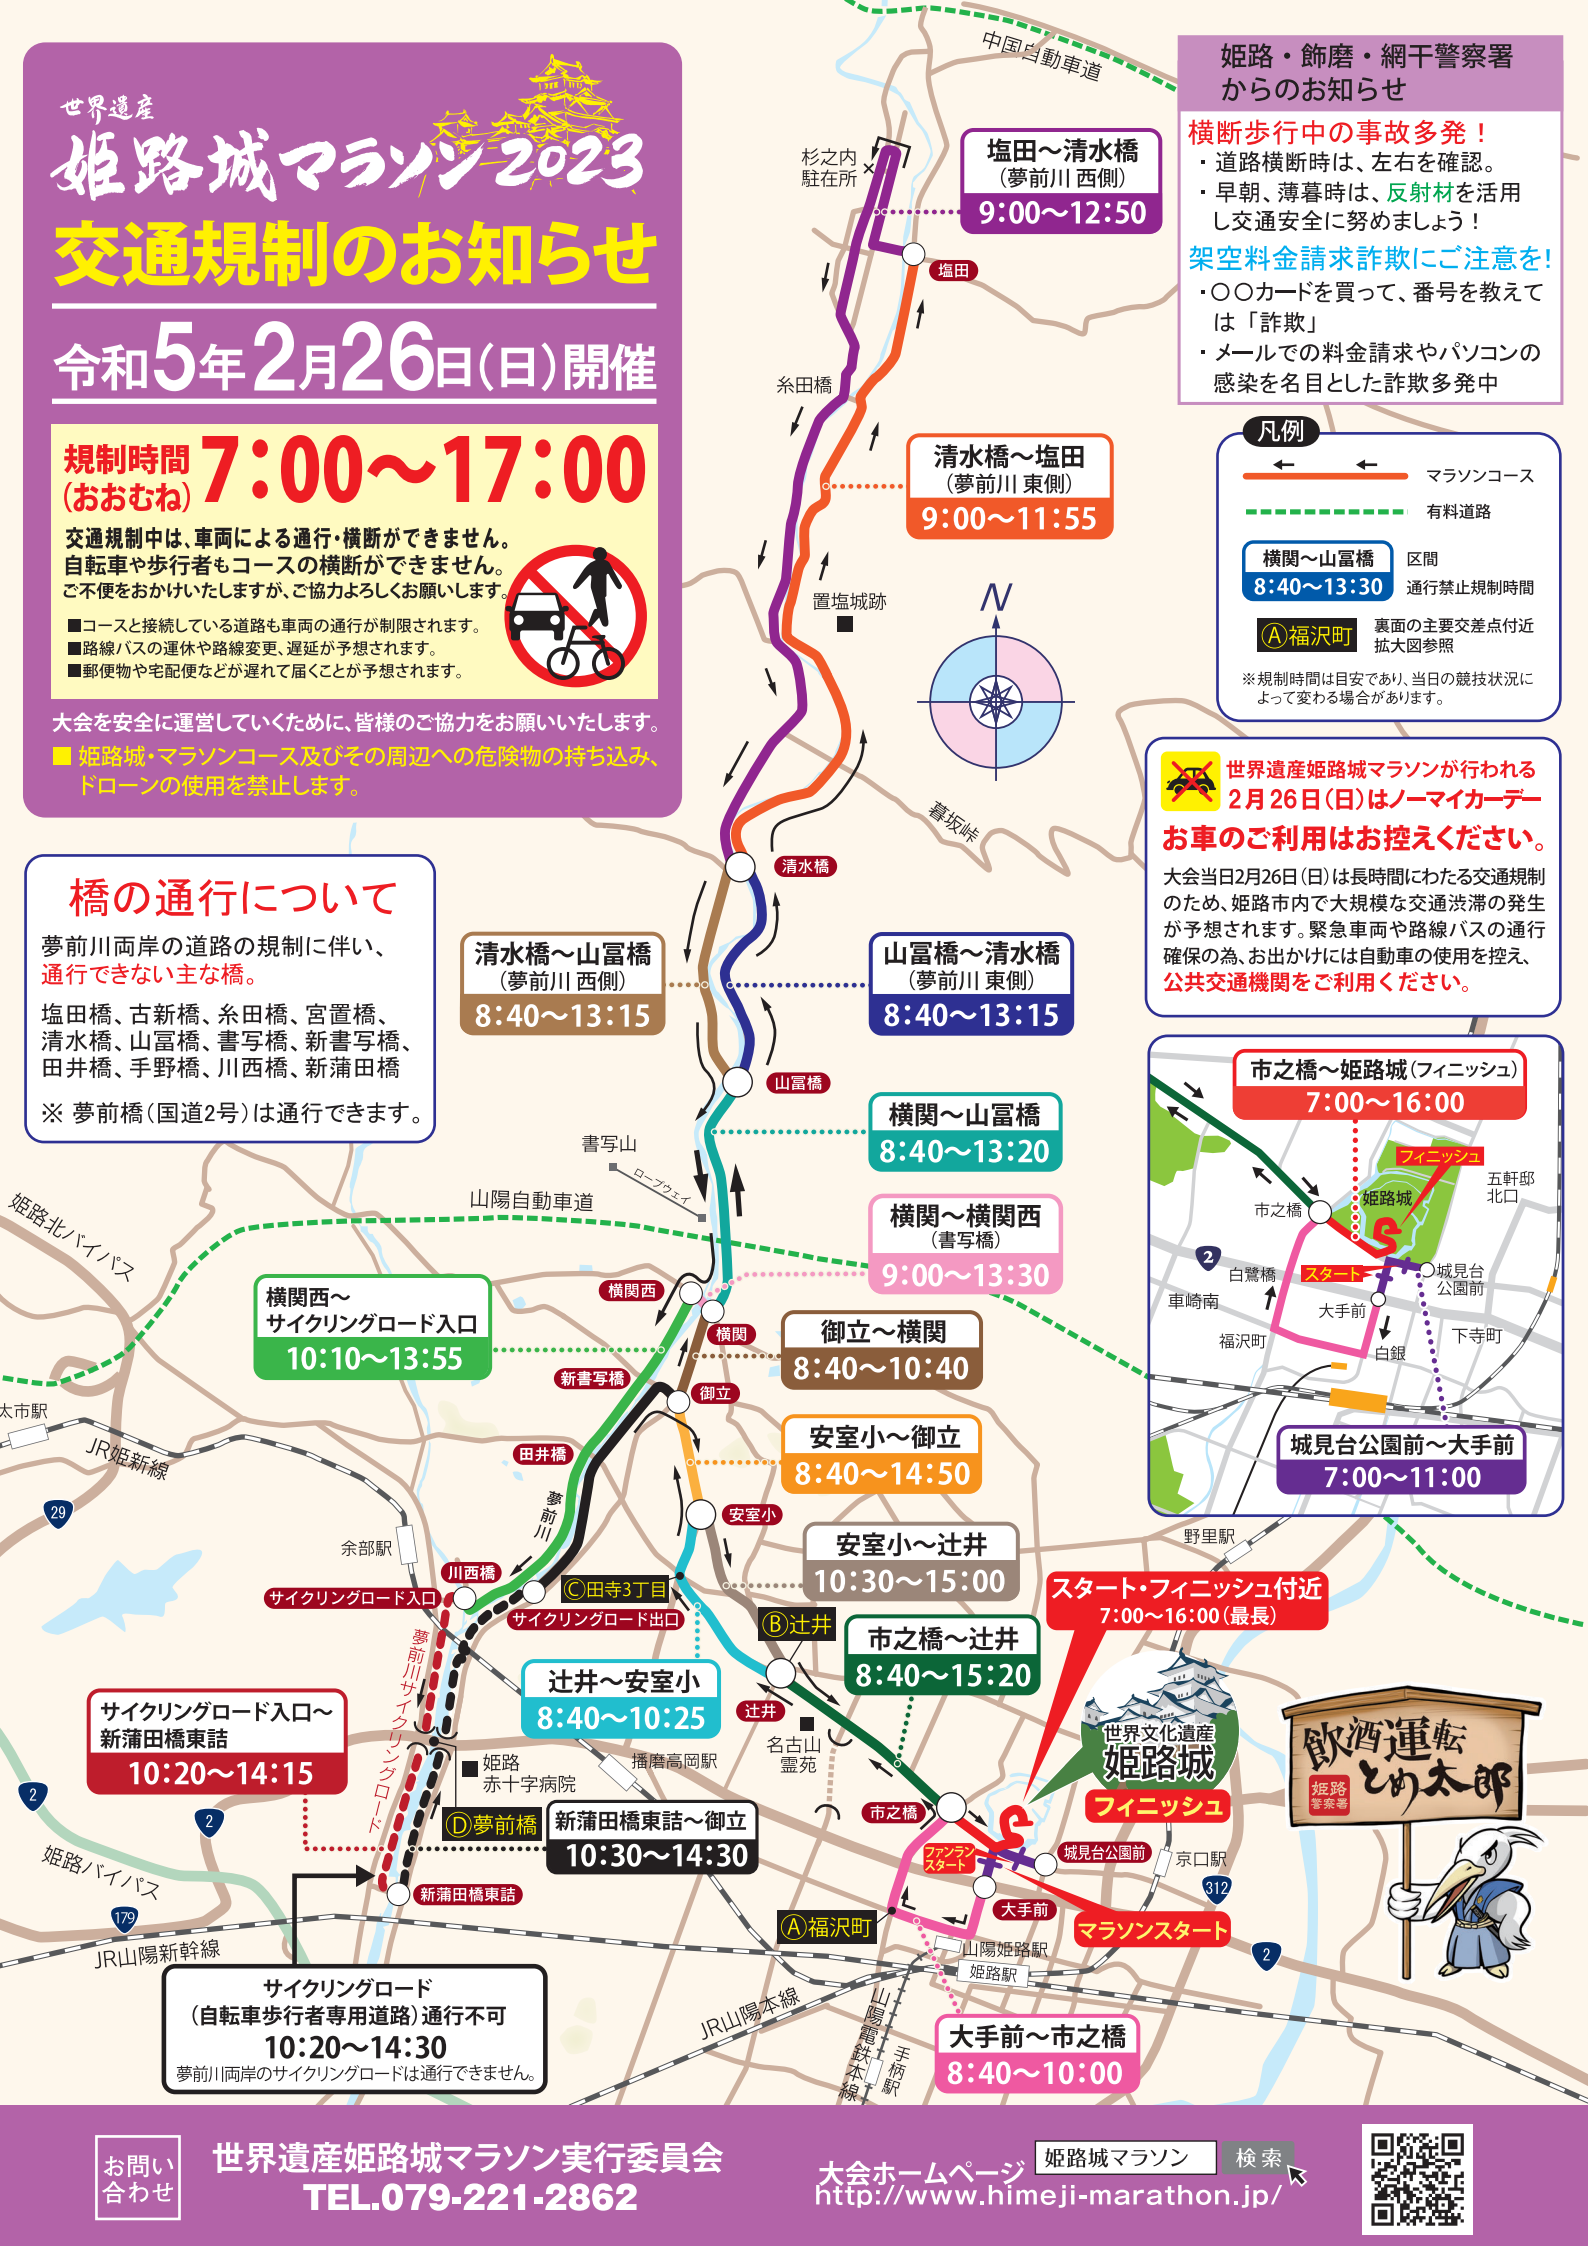 世界遺産
姫路城マラソン2023
交通規制のお知らせ
令和5年2月26日(日)開催
規制時間
(おおむね)
7:00〜17:00
交通規制中は、車両による通行・横断ができません。
自転車や歩行者もコースの横断ができません。
ご不便をおかけいたしますが、ご協力よろしくお願いします。
■コースと接続している道路も車両の通行が制限されます。
■路線バスの運休や路線変更、遅延が予想されます。
■郵便物や宅配便などが遅れて届くことが予想されます。
大会を安全に運営していくために、皆様のご協力をお願いいたします。
■姫路城・マラソンコース及びその周辺への危険物の持ち込み、
ドローンの使用を禁止します。
橋の通行について
夢前川両岸の道路の規制に伴い、
通行できない主な橋。
塩田橋、古新橋、糸田橋、宮置橋、
清水橋、山冨橋、書写橋、新書写橋、
田井橋、手野橋、川西橋、新蒲田橋
※ 夢前橋(国道2号)は通行できます。
姫路・飾磨・網干警察署
からのお知らせ
横断歩行中の事故多発！
・道路横断時は、左右を確認。
・早朝、薄暮時は、反射材を活用
し交通安全に努めましょう！
架空料金請求詐欺にご注意を!
・〇〇カードを買って、番号を教えて
は「詐欺」
・メールでの料金請求やパソコンの
感染を名目とした詐欺多発中
凡例
マラソンコース
有料道路
横関〜山冨橋
8:40〜13:30
区間
通行禁止規制時間
Ⓐ福沢町
裏面の主要交差点付近
拡大図参照
※規制時間は目安であり、当日の競技状況に
よって変わる場合があります。
世界遺産姫路城マラソンが行われる
2月26日(日)はノーマイカーデー
お車のご利用はお控えください。
大会当日2月26日(日)は長時間にわたる交通規制
のため、姫路市内で大規模な交通渋滞の発生
が予想されます。緊急車両や路線バスの通行
確保の為、お出かけには自動車の使用を控え、
公共交通機関をご利用ください。
市之橋〜姫路城(フィニッシュ)
7:00〜16:00
フィニッシュ
姫路城
五軒邸
北口
市之橋
2
白鷺橋
スタート
城見台
公園前
車崎南
大手前
福沢町
下寺町
白銀
城見台公園前〜大手前
7:00〜11:00
中国自動車道
杉之内
駐在所
塩田〜清水橋
(夢前川 西側)
9:00〜12:50
塩田
糸田橋
清水橋〜塩田
(夢前川 東側)
9:00〜11:55
置塩城跡
N
暮坂峠
清水橋
清水橋〜山冨橋
(夢前川 西側)
8:40〜13:15
山冨橋〜清水橋
(夢前川 東側)
8:40〜13:15
山冨橋
横関〜山冨橋
8:40〜13:20
書写山
ロープウェイ
山陽自動車道
姫路北バイパス
横関〜横関西
(書写橋)
9:00〜13:30
横関西
横関西〜
サイクリングロード入口
10:10〜13:55
横関
御立〜横関
8:40〜10:40
新書写橋
御立
太市駅
JR姫新線
田井橋
安室小〜御立
8:40〜14:50
29
夢前川
安室小
余部駅
安室小〜辻井
10:30〜15:00
野里駅
川西橋
サイクリングロード入口
Ⓒ田寺3丁目
サイクリングロード出口
スタート・フィニッシュ付近
7:00〜16:00(最長)
Ⓑ辻井
市之橋〜辻井
8:40〜15:20
夢前川サイクリングロード
辻井〜安室小
8:40〜10:25
サイクリングロード入口〜
新蒲田橋東詰
10:20〜14:15
辻井
名古山
霊苑
播磨高岡駅
姫路
赤十字病院
世界文化遺産
姫路城
フィニッシュ
飲酒運転
とめ太郎
姫路
警察署
2
2
Ⓓ夢前橋
新蒲田橋東詰〜御立
10:30〜14:30
市之橋
ファンラン
スタート
城見台公園前
京口駅
姫路バイパス
新蒲田橋東詰
大手前
312
179
Ⓐ福沢町
マラソンスタート
2
JR山陽新幹線
山陽姫路駅
姫路駅
サイクリングロード
(自転車歩行者専用道路)通行不可
10:20〜14:30
夢前川両岸のサイクリングロードは通行できません。
JR山陽本線
山陽電鉄本線
手柄駅
大手前〜市之橋
8:40〜10:00
お問い
合わせ
世界遺産姫路城マラソン実行委員会
TEL.079-221-2862
大会ホームページ
姫路城マラソン
検索
http://www.himeji-marathon.jp/